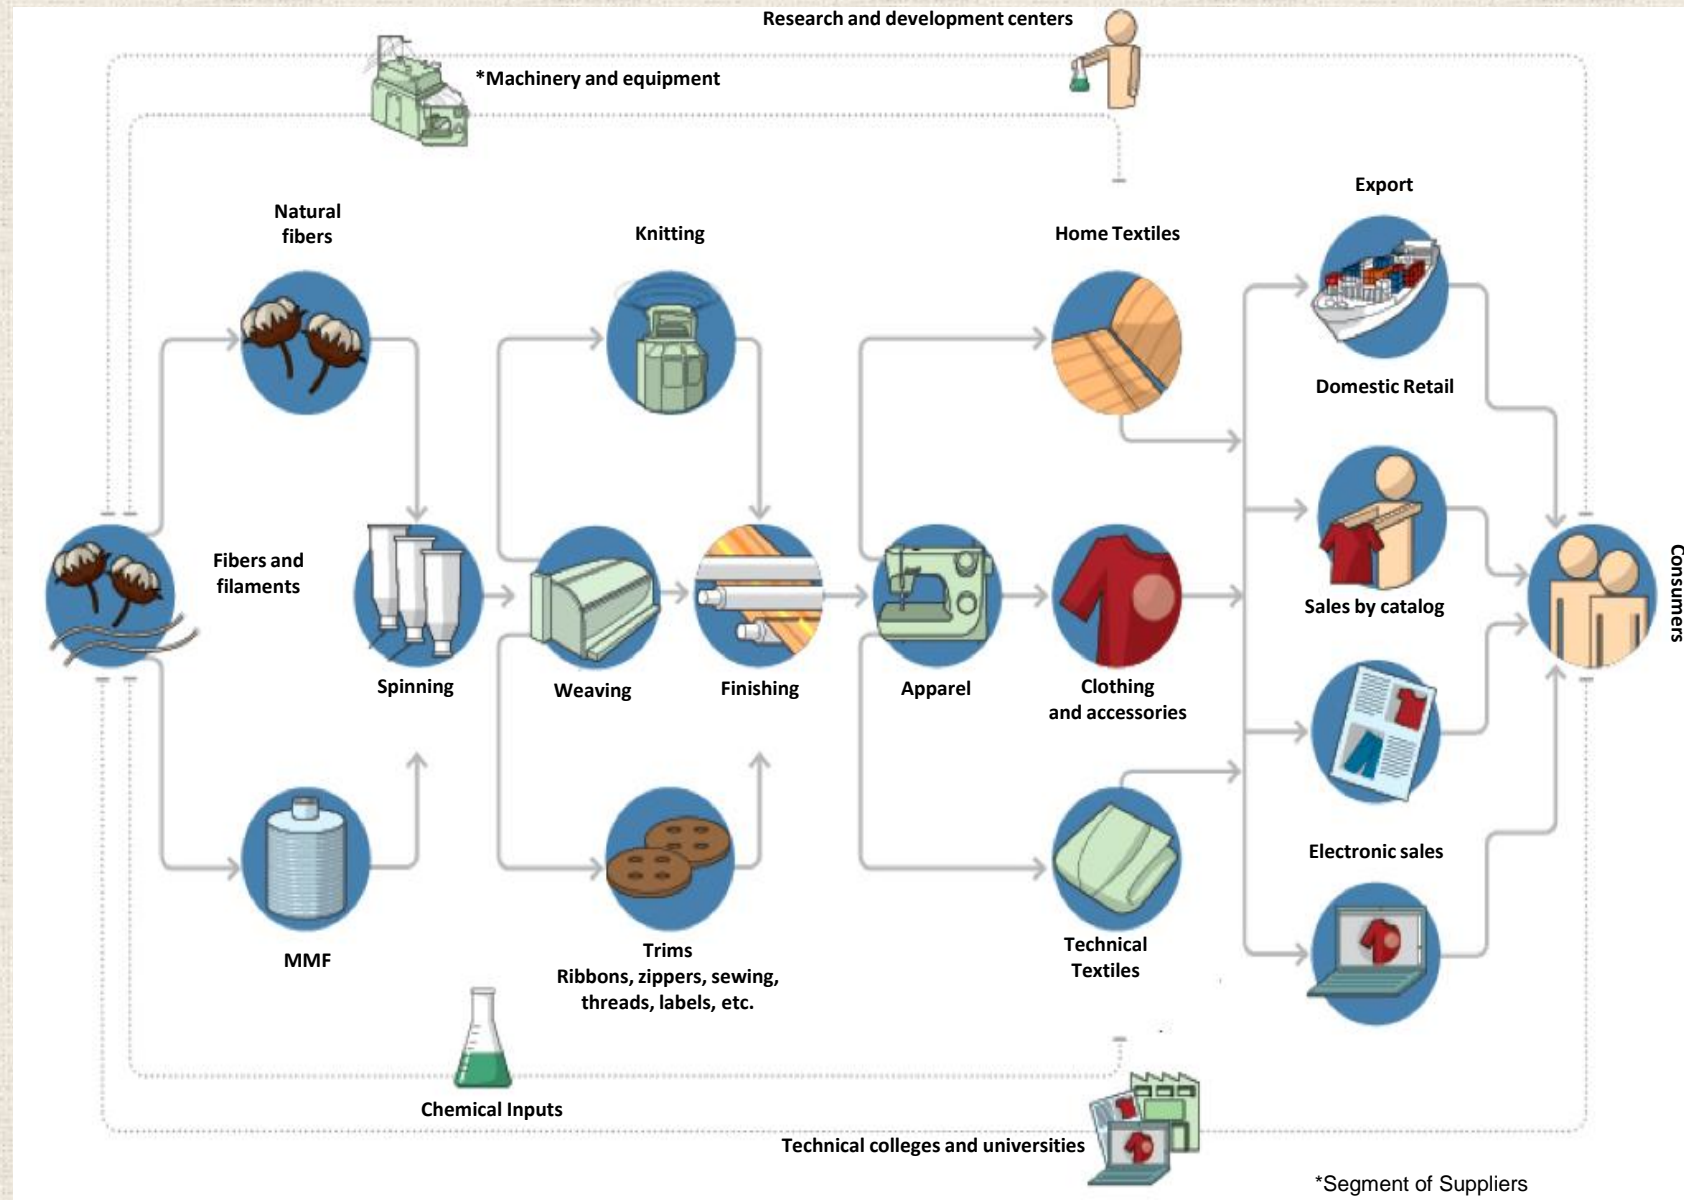 Research and development centers
*Machinery and equipment
Export
Natural
fibers
Knitting
Home Textiles
Domestic Retail
Fibers and
filaments
Consumers
Sales by catalog
Spinning
Weaving
Finishing
Apparel
Clothing
and accessories
Electronic sales
MMF
Trims
Ribbons, zippers, sewing,
threads, labels, etc.
Technical
Textiles
Chemical Inputs
Technical colleges and universities
*Segment of Suppliers